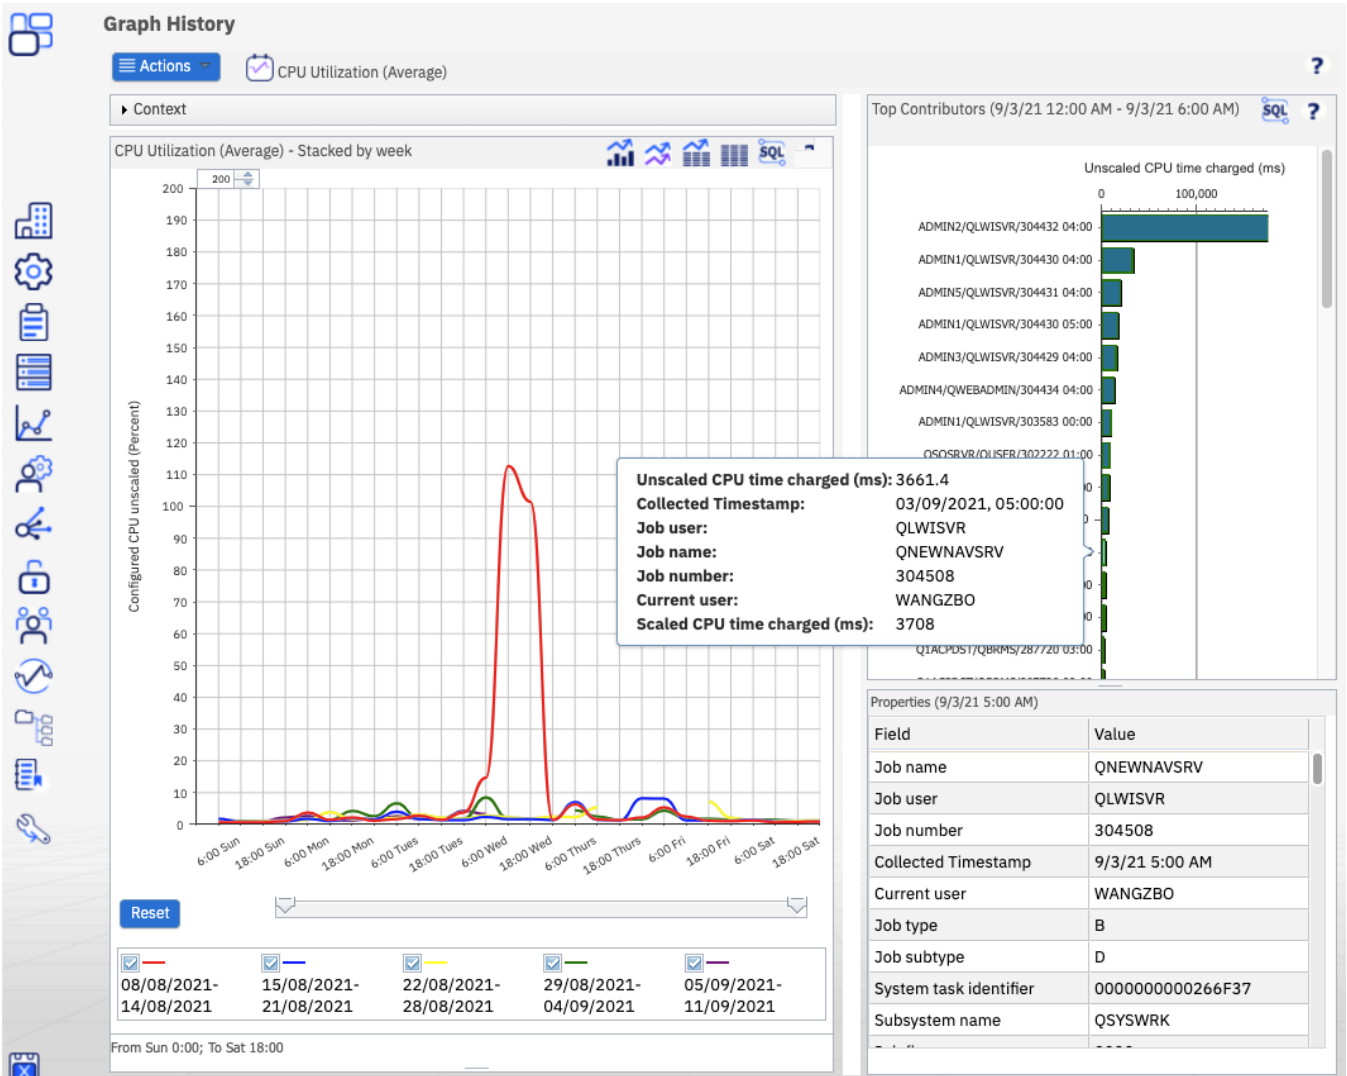 Graph History
Actions
CPU Utilization (Average)
?
Context
CPU Utilization (Average) - Stacked by week
SQL
200
200
190
180
170
160
150
140
130
120
110
100
90
80
70
60
50
40
30
20
10
0
Configured CPU unscaled (Percent)
6:00 Sun
18:00 Sun
6:00 Mon
18:00 Mon
6:00 Tues
18:00 Tues
6:00 Wed
18:00 Wed
6:00 Thurs
18:00 Thurs
6:00 Fri
18:00 Fri
6:00 Sat
18:00 Sat
Reset
08/08/2021-
14/08/2021
15/08/2021-
21/08/2021
22/08/2021-
28/08/2021
29/08/2021-
04/09/2021
05/09/2021-
11/09/2021
From Sun 0:00; To Sat 18:00
Top Contributors (9/3/21 12:00 AM - 9/3/21 6:00 AM)
SQL
?
Unscaled CPU time charged (ms)
0 100,000
ADMIN2/QLWISVR/304432 04:00
ADMIN1/QLWISVR/304430 04:00
ADMIN5/QLWISVR/304431 04:00
ADMIN1/QLWISVR/304430 05:00
ADMIN3/QLWISVR/304429 04:00
ADMIN4/QWEBADMIN/304434 04:00
ADMIN1/QLWISVR/303583 00:00
QSQSRVR/QUSER/302222 01:00
Unscaled CPU time charged (ms): 3661.4
Collected Timestamp: 03/09/2021, 05:00:00
Job user: QLWISVR
Job name: QNEWNAVSRV
Job number: 304508
Current user: WANGZBO
Scaled CPU time charged (ms): 3708
Q1ACPDST/QBRMS/287720 03:00
Properties (9/3/21 5:00 AM)
Field Value
Job name QNEWNAVSRV
Job user QLWISVR
Job number 304508
Collected Timestamp 9/3/21 5:00 AM
Current user WANGZBO
Job type B
Job subtype D
System task identifier 0000000000266F37
Subsystem name QSYSWRK